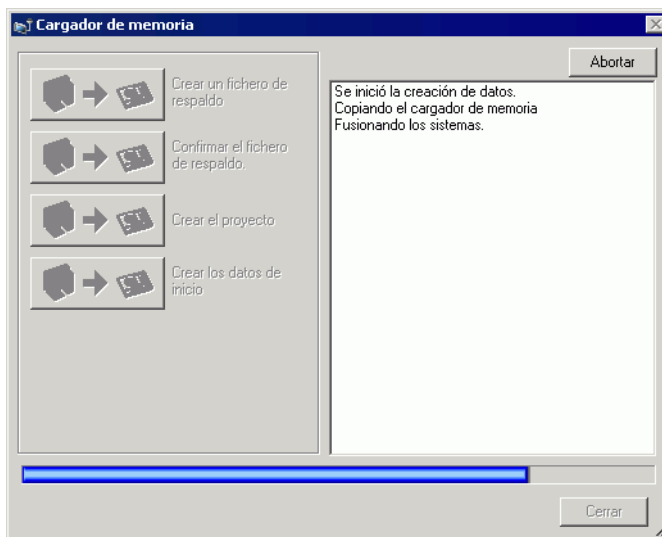 Cargador de memoria
Abortar
Crear un fichero de
respaldo
Confirmar el fichero
de respaldo.
Crear el proyecto
Crear los datos de
inicio
Se inició la creación de datos.
Copiando el cargador de memoria
Fusionando los sistemas.
Cerrar